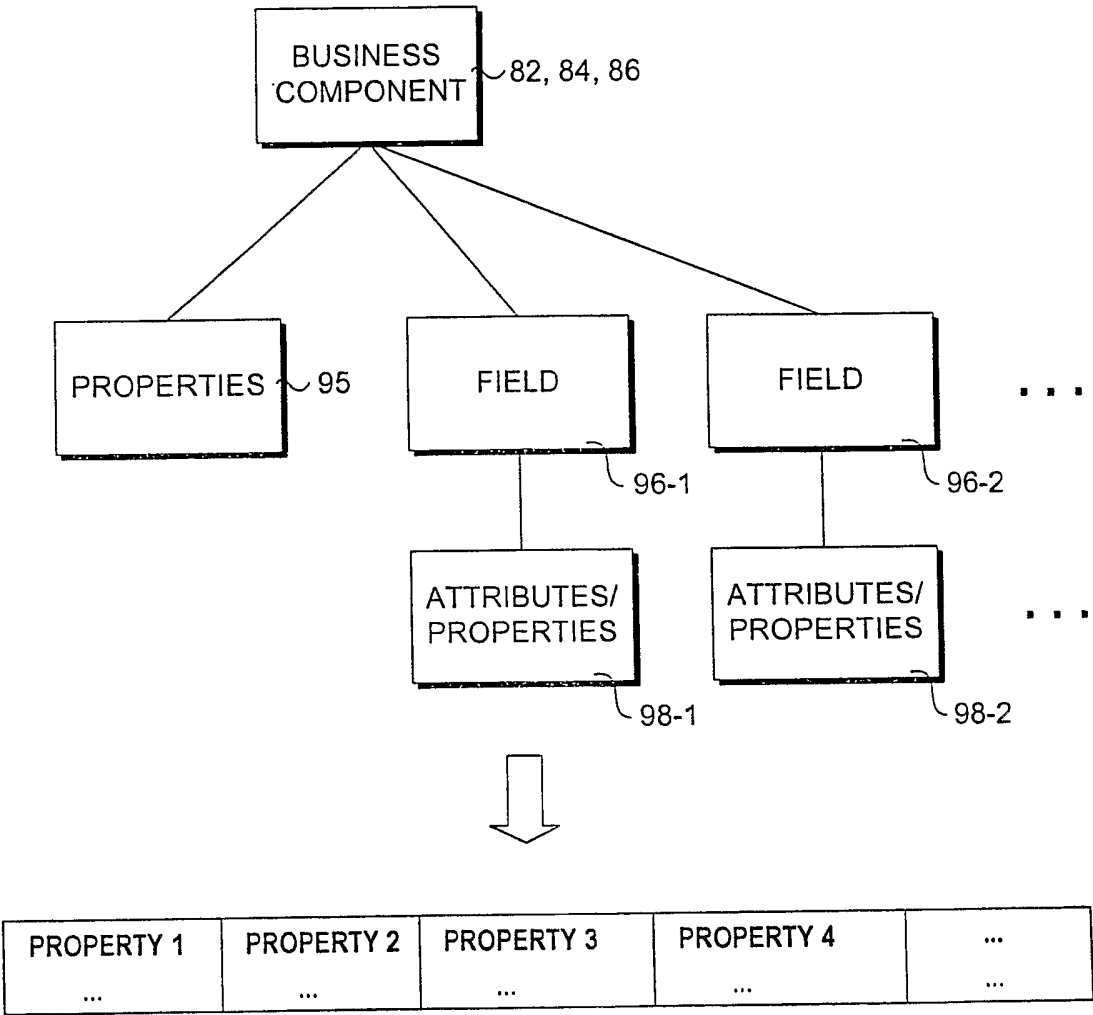 BUSINESS
COMPONENT
82, 84, 86
PROPERTIES
95
FIELD
FIELD
...
96-1
96-2
ATTRIBUTES/
PROPERTIES
ATTRIBUTES/
PROPERTIES
...
98-1
98-2
PROPERTY 1 PROPERTY 2 PROPERTY 3 PROPERTY 4 ...
... ... ... ... ...